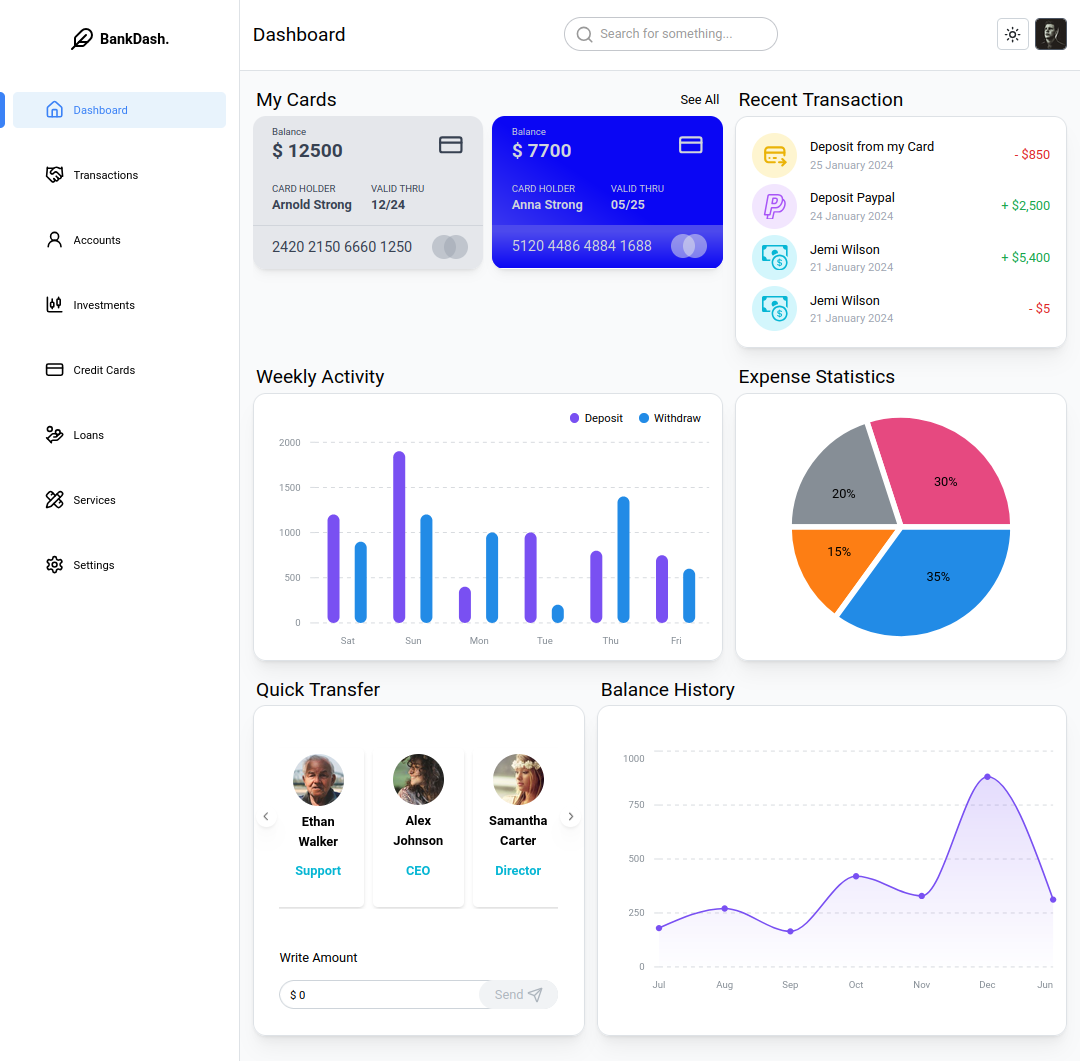 BankDash.
Dashboard
Transactions
Accounts
Investments
Credit Cards
Loans
Services
Settings
Dashboard
Search for something...
My Cards
See All
Balance
$ 12500
CARD HOLDER VALID THRU
Arnold Strong 12/24
2420 2150 6660 1250
Balance
$ 7700
CARD HOLDER VALID THRU
Anna Strong 05/25
5120 4486 4884 1688
Recent Transaction
Deposit from my Card
25 January 2024
- $850
Deposit Paypal
24 January 2024
+ $2,500
Jemi Wilson
21 January 2024
+ $5,400
Jemi Wilson
21 January 2024
- $5
Weekly Activity
Deposit Withdraw
2000
1500
1000
500
0
Sat Sun Mon Tue Thu Fri
Expense Statistics
20%
30%
15%
35%
Quick Transfer
Ethan
Walker
Support
Alex
Johnson
CEO
Samantha
Carter
Director
Write Amount
$ 0
Send
Balance History
1000
750
500
250
0
Jul Aug Sep Oct Nov Dec Jun